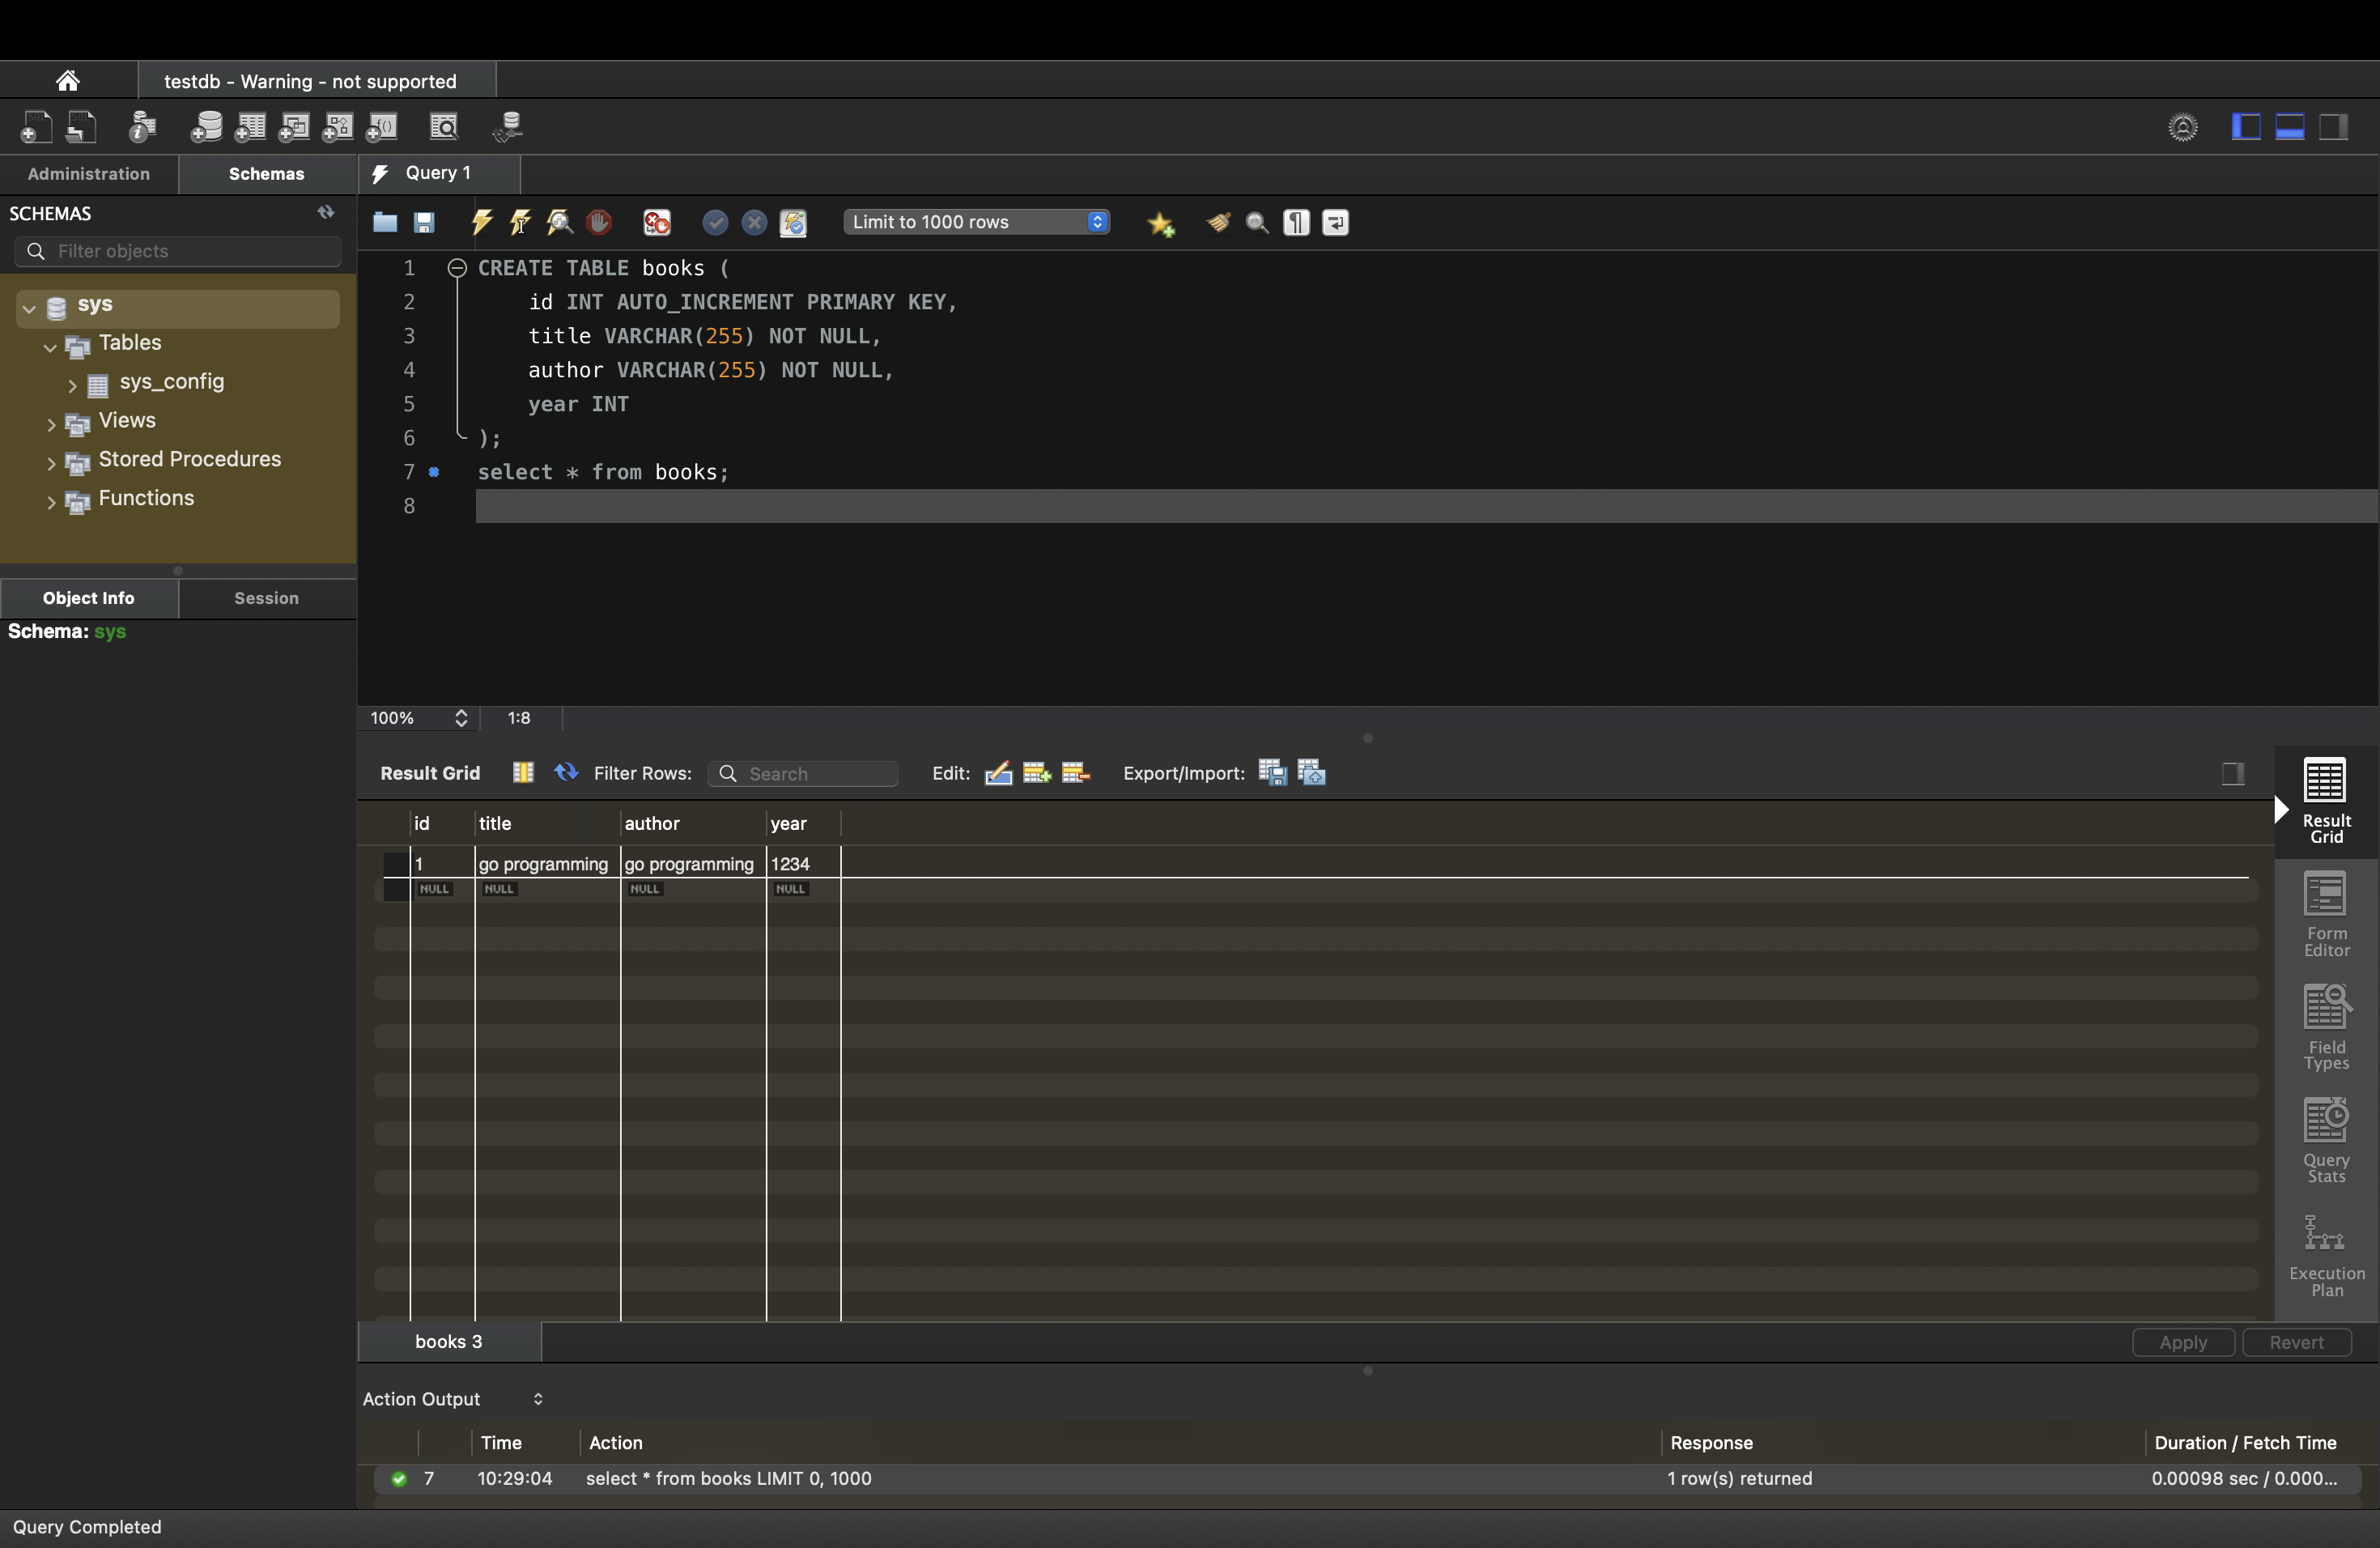 testdb - Warning - not supported
Administration
Schemas
Query 1
SCHEMAS
Filter objects
Limit to 1000 rows
sys
Tables
sys_config
Views
Stored Procedures
Functions
1 CREATE TABLE books (
2 id INT AUTO_INCREMENT PRIMARY KEY,
3 title VARCHAR(255) NOT NULL,
4 author VARCHAR(255) NOT NULL,
5 year INT
6 );
7 select * from books;
8
Object Info
Session
Schema: sys
100%
1:8
Result Grid
Filter Rows:
Search
Edit:
Export/Import:
id title author year
1 go programming go programming 1234
NULL NULL NULL NULL
Result
Grid
Form
Editor
Field
Types
Query
Stats
Execution
Plan
books 3
Apply
Revert
Action Output
Time Action Response Duration / Fetch Time
7 10:29:04 select * from books LIMIT 0, 1000 1 row(s) returned 0.00098 sec / 0.000...
Query Completed